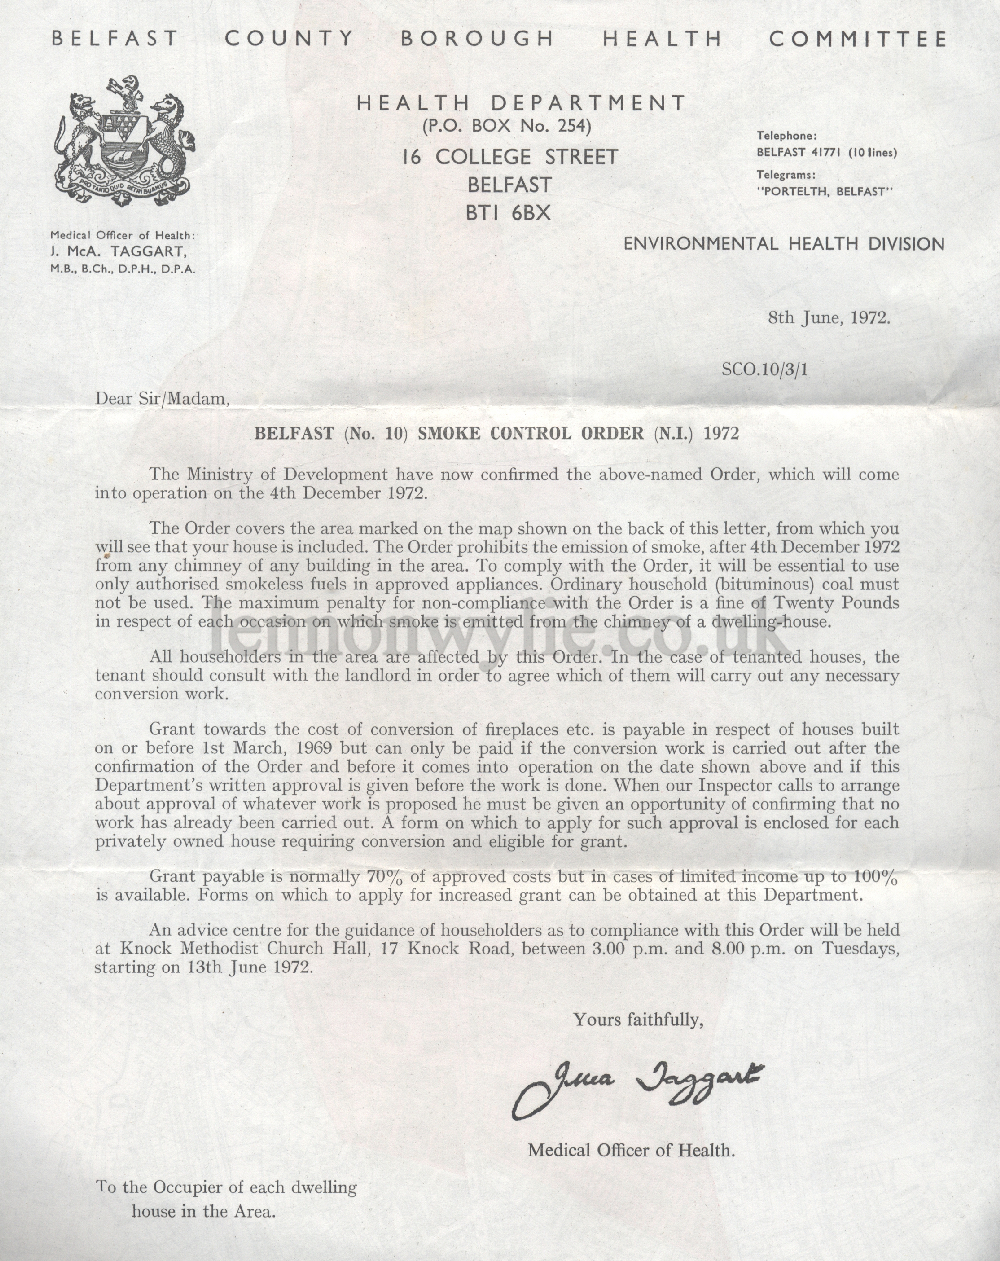 BELFAST COUNTY BOROUGH HEALTH COMMITTEE
HEALTH DEPARTMENT
(P.O. BOX No. 254)
16 COLLEGE STREET
BELFAST
BT1 6BX
Telephone:
BELFAST 41771 (10 lines)
Telegrams:
"PORTELTH, BELFAST"
PRO TANTO QUID RETRIBUAMUS
Medical Officer of Health:
J. McA. TAGGART,
M.B., B.Ch., D.P.H., D.P.A.
ENVIRONMENTAL HEALTH DIVISION
8th June, 1972.
SCO.10/3/1
Dear Sir/Madam,
BELFAST (No. 10) SMOKE CONTROL ORDER (N.I.) 1972
The Ministry of Development have now confirmed the above-named Order, which will come
into operation on the 4th December 1972.
The Order covers the area marked on the map shown on the back of this letter, from which you
will see that your house is included. The Order prohibits the emission of smoke, after 4th December 1972
from any chimney of any building in the area. To comply with the Order, it will be essential to use
only authorised smokeless fuels in approved appliances. Ordinary household (bituminous) coal must
not be used. The maximum penalty for non-compliance with the Order is a fine of Twenty Pounds
in respect of each occasion on which smoke is emitted from the chimney of a dwelling-house.
lennonwylie.co.uk
All householders in the area are affected by this Order. In the case of tenanted houses, the
tenant should consult with the landlord in order to agree which of them will carry out any necessary
conversion work.
Grant towards the cost of conversion of fireplaces etc. is payable in respect of houses built
on or before 1st March, 1969 but can only be paid if the conversion work is carried out after the
confirmation of the Order and before it comes into operation on the date shown above and if this
Department's written approval is given before the work is done. When our Inspector calls to arrange
about approval of whatever work is proposed he must be given an opportunity of confirming that no
work has already been carried out. A form on which to apply for such approval is enclosed for each
privately owned house requiring conversion and eligible for grant.
Grant payable is normally 70% of approved costs but in cases of limited income up to 100%
is available. Forms on which to apply for increased grant can be obtained at this Department.
An advice centre for the guidance of householders as to compliance with this Order will be held
at Knock Methodist Church Hall, 17 Knock Road, between 3.00 p.m. and 8.00 p.m. on Tuesdays,
starting on 13th June 1972.
Yours faithfully,
Taggart
Medical Officer of Health.
To the Occupier of each dwelling
house in the Area.